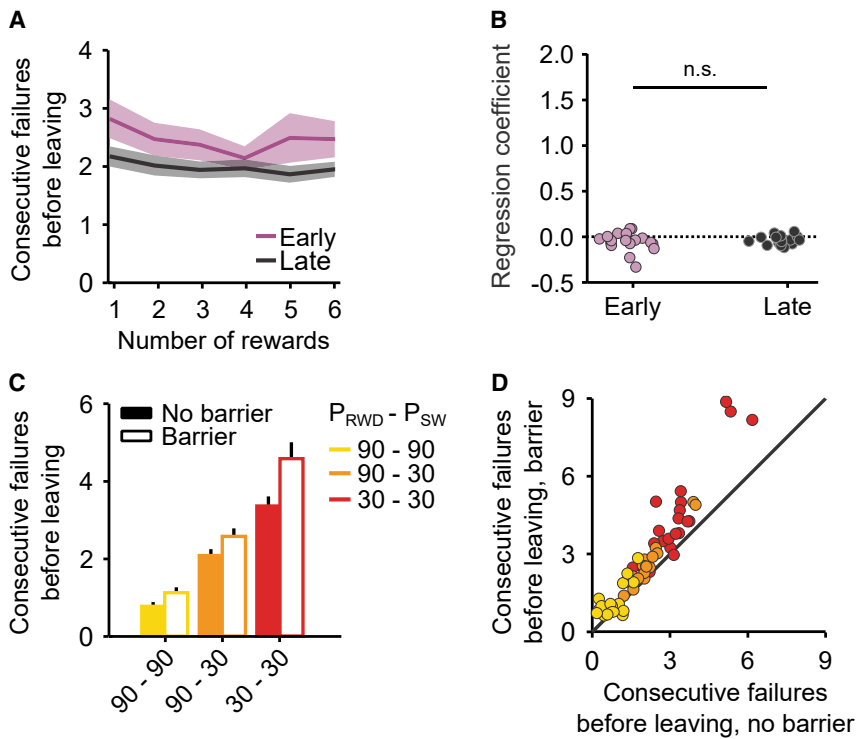 A
Consecutive failures
before leaving
4
3
2
1
0
Early
Late
1 2 3 4 5 6
Number of rewards
B
Regression coefficient
2.0
1.5
1.0
0.5
0.0
-0.5
n.s.
Early Late
C
Consecutive failures
before leaving
6
4
2
0
No barrier
Barrier
PRWD - PSW
90 - 90
90 - 30
30 - 30
90 - 90
90 - 30
30 - 30
D
Consecutive failures
before leaving, barrier
9
6
3
0
0 3 6 9
Consecutive failures
before leaving, no barrier